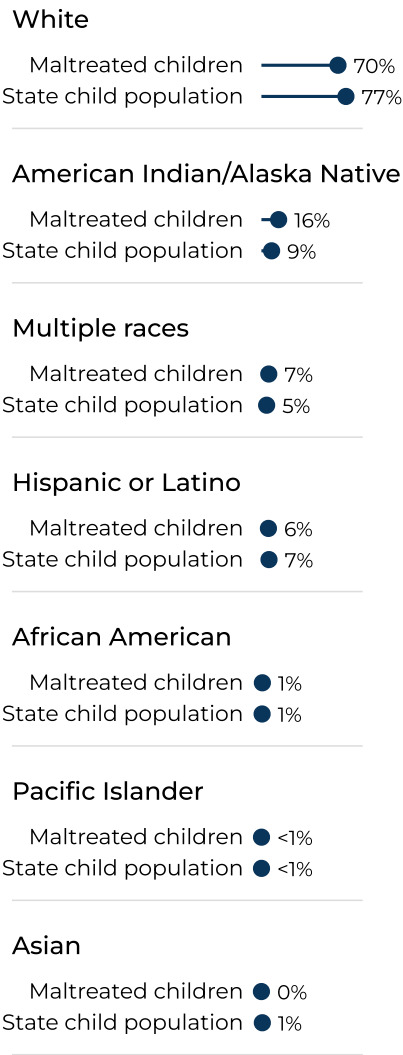 White
Maltreated children 70%
State child population 77%
American Indian/Alaska Native
Maltreated children 16%
State child population 9%
Multiple races
Maltreated children 7%
State child population 5%
Hispanic or Latino
Maltreated children 6%
State child population 7%
African American
Maltreated children 1%
State child population 1%
Pacific Islander
Maltreated children <1%
State child population <1%
Asian
Maltreated children 0%
State child population 1%